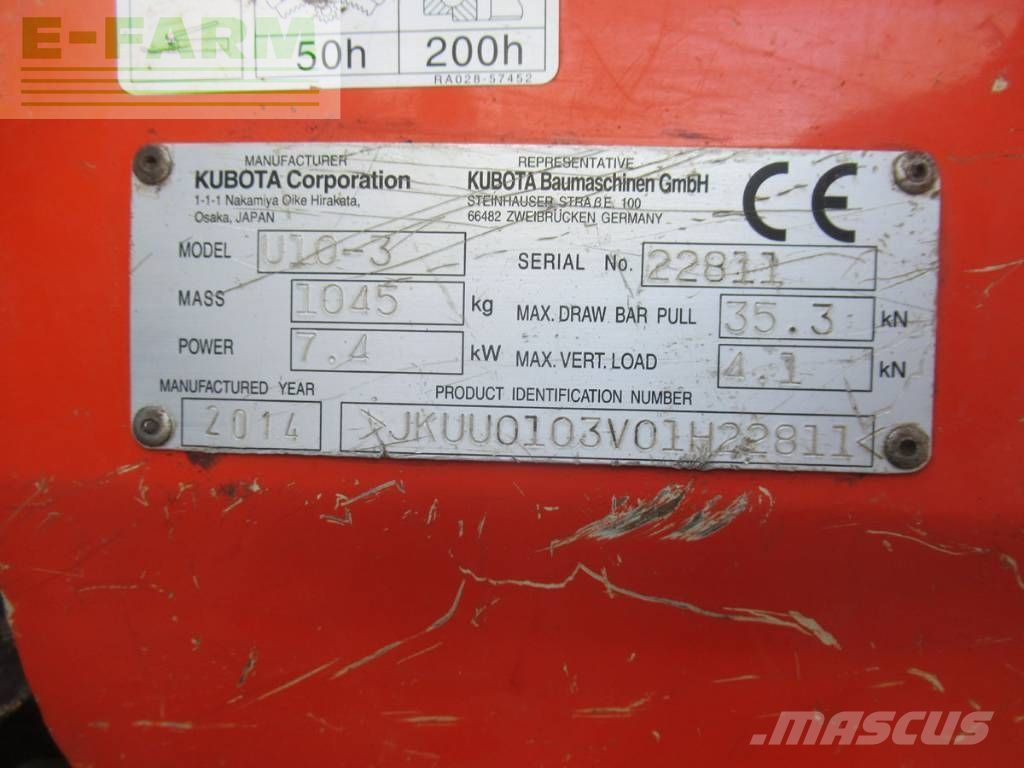 E-FARM
50h 200h
RA028-57452
MANUFACTURER
KUBOTA Corporation
1-1-1 Nakamiya Oike Hirakata,
Osaka, JAPAN
REPRESENTATIVE
KUBOTA Baumaschinen GmbH
STEINHAUSER STRAßE 100
66482 ZWEIBRÜCKEN GERMANY
CE
MODEL U10-3
SERIAL No. 22811
MASS 1045 kg
MAX. DRAW BAR PULL 35.3 kN
POWER 7.4 kW
MAX. VERT. LOAD 4.1 kN
MANUFACTURED YEAR
2014
PRODUCT IDENTIFICATION NUMBER
>JKUU0103V01H22811<
MASCUS